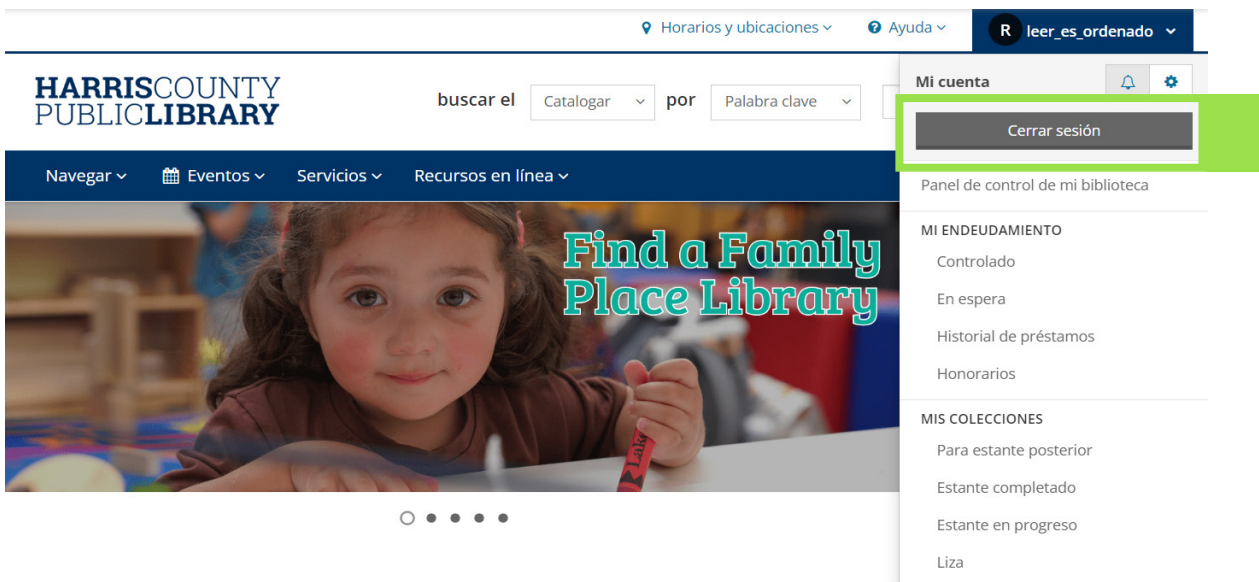 Horarios y ubicaciones
Ayuda
R leer_es_ordenado
HARRISCOUNTY
PUBLICLIBRARY
buscar el Catalogar por Palabra clave
Mi cuenta
Cerrar sesión
Navegar Eventos Servicios Recursos en línea
Panel de control de mi biblioteca
Find a Family
Place Library
MI ENDEUDAMIENTO
Controlado
En espera
Historial de préstamos
Honorarios
MIS COLECCIONES
Para estante posterior
Estante completado
Estante en progreso
Liza